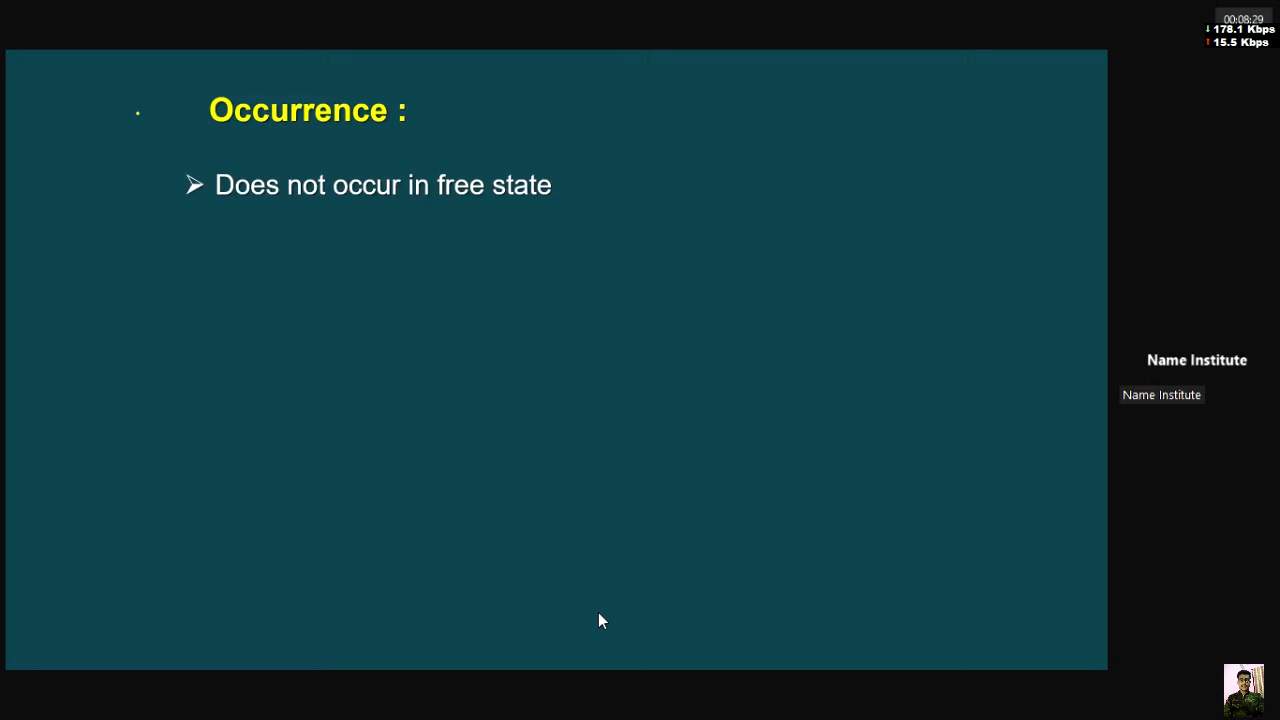 00:08:29
↓ 178.1 Kbps
↑ 15.5 Kbps
Occurrence :
➢ Does not occur in free state
Name Institute
Name Institute